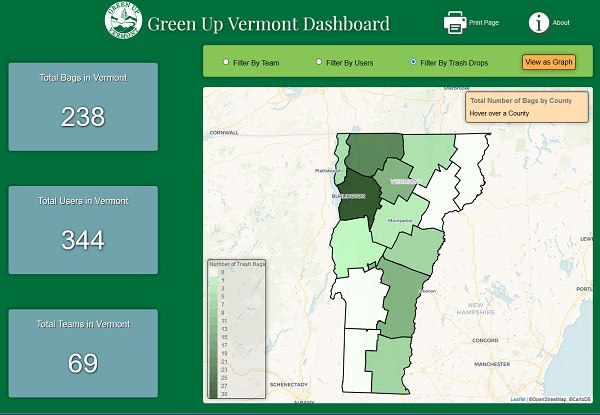 GREEN UP
VERMONT
Green Up Vermont Dashboard
Print Page
About
Filter By Team
Filter By Users
Filter By Trash Drops
View as Graph
Total Bags in Vermont
238
Total Users in Vermont
344
Total Teams in Vermont
69
Sherbrooke
Total Number of Bags by County
Hover over a County
CORNWALL
Plattsburgh
BURLINGTON
VERMONT
Montpelier
Lebanon
NEW
HAMPSHIRE
CONCORD
MANCHESTER
SCHENECTADY
ALBANY
LEW
PORTL
Number of Trash Bags
0
1
3
5
7
9
11
13
15
17
19
21
23
27
30
Leaflet | ©OpenStreetMap, ©CartoDB